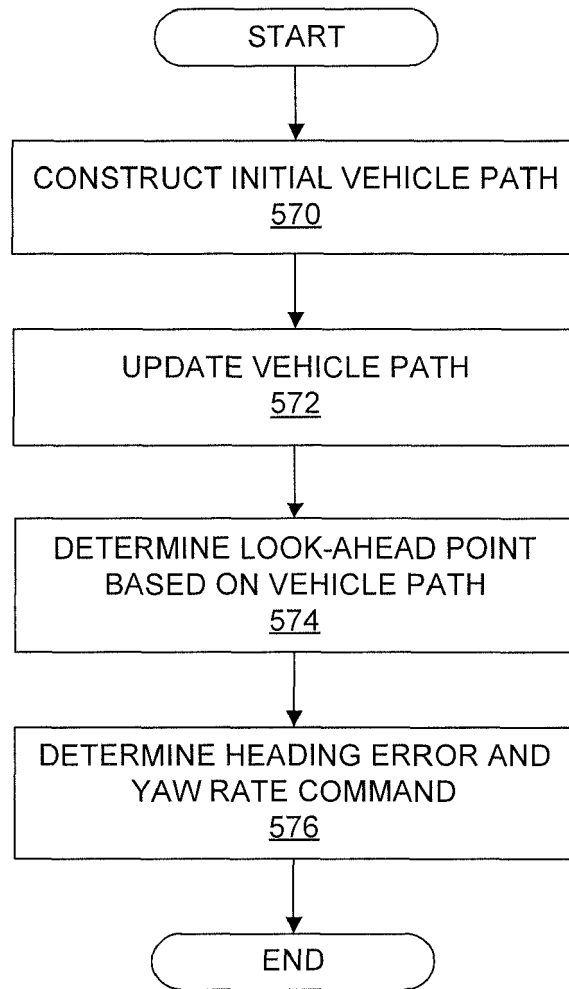 START
CONSTRUCT INITIAL VEHICLE PATH
570
UPDATE VEHICLE PATH
572
DETERMINE LOOK-AHEAD POINT
BASED ON VEHICLE PATH
574
DETERMINE HEADING ERROR AND
YAW RATE COMMAND
576
END